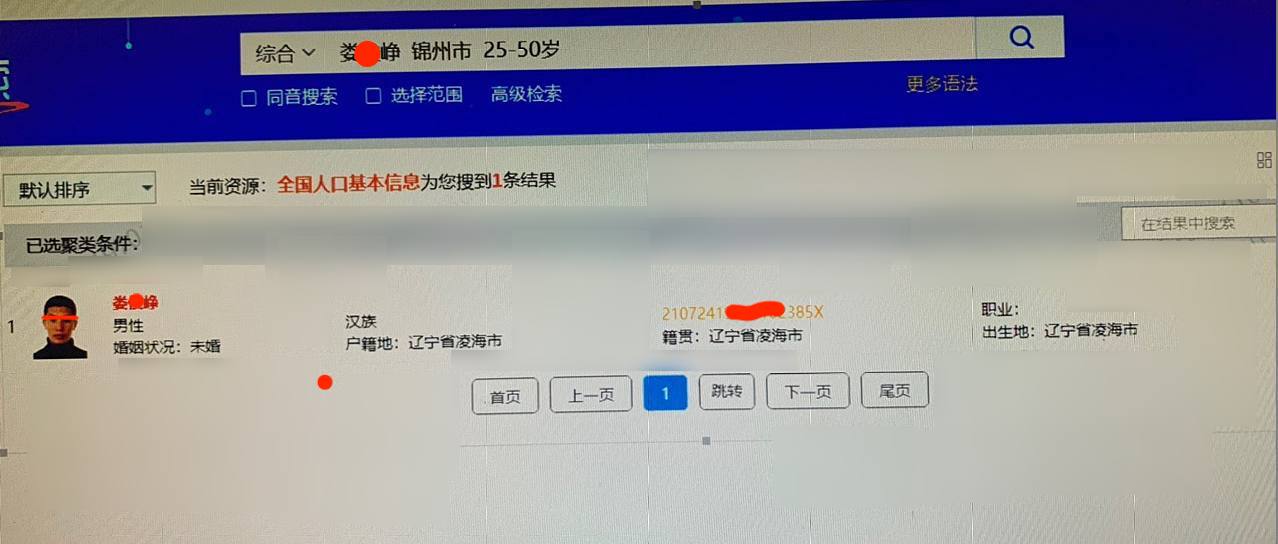 综合 娄 峥 锦州市 25-50岁
同音搜索 选择范围 高级检索 更多语法
默认排序 当前资源：全国人口基本信息为您搜到1条结果
已选聚类条件： 在结果中搜索
1
娄 峥
男性
婚姻状况：未婚
汉族
户籍地：辽宁省凌海市
2107241 385X
籍贯：辽宁省凌海市
职业：
出生地：辽宁省凌海市
首页 上一页 1 跳转 下一页 尾页